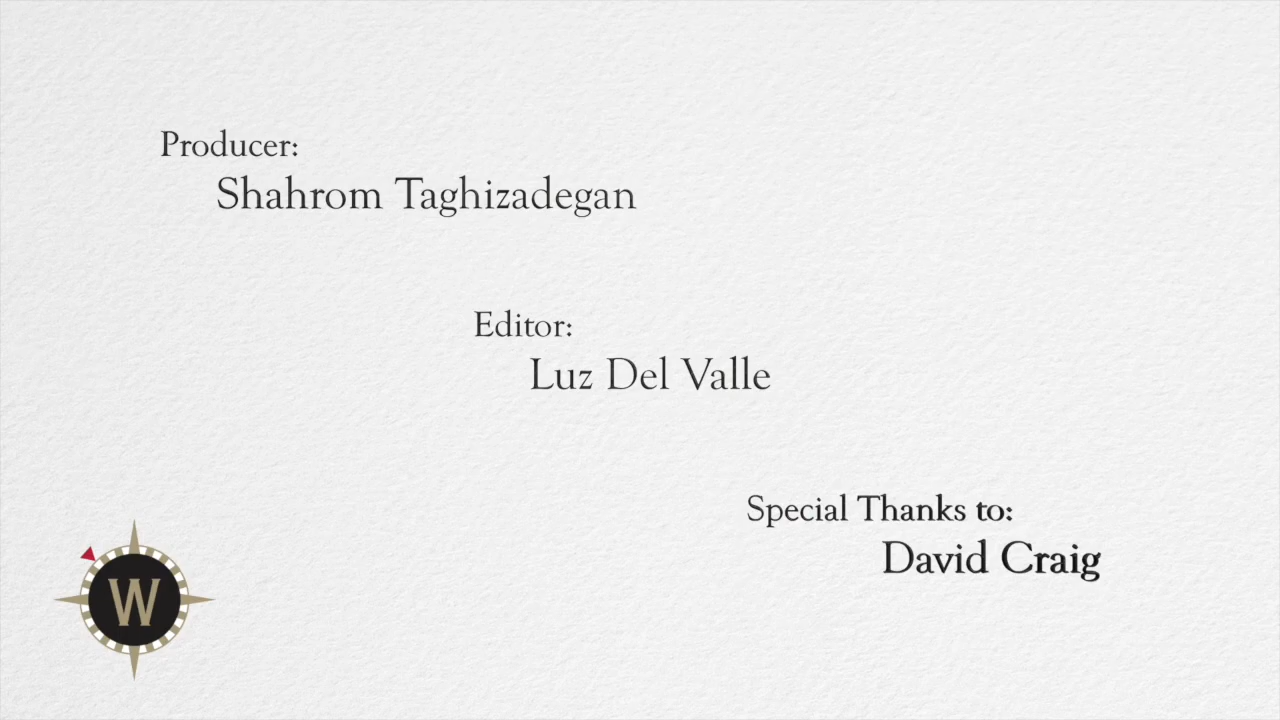 Producer:
Shahrom Taghizadegan
Editor:
Luz Del Valle
Special Thanks to:
David Craig
W